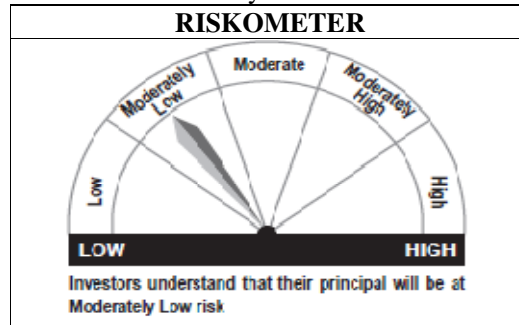 RISKOMETER
Moderate
Moderately
Low
Moderately
High
Low
High
LOW HIGH
Investors understand that their principal will be at
Moderately Low risk